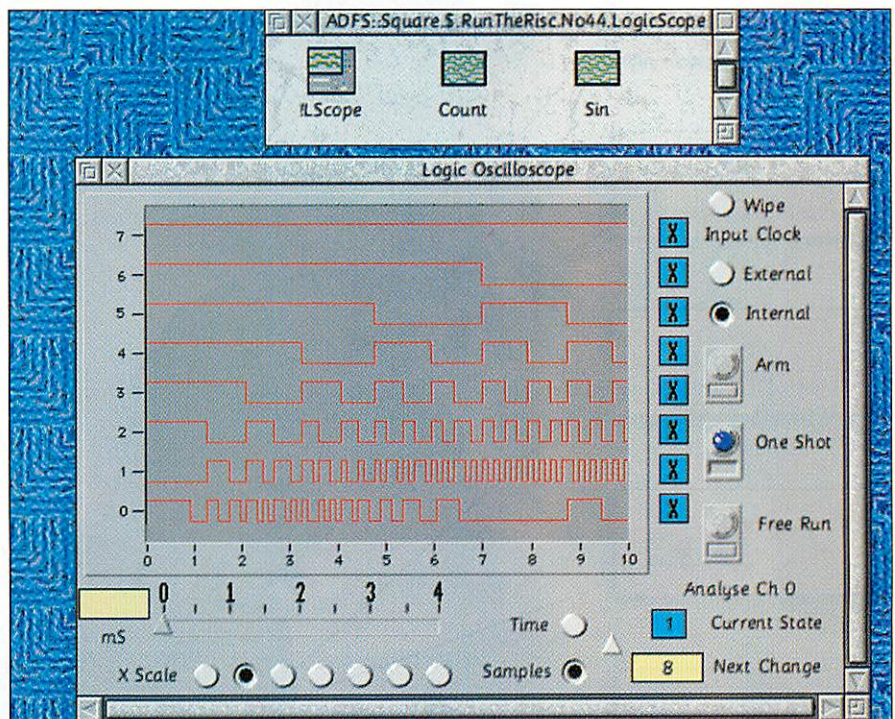 ADFS::Square.$.RunTheRisc.No44.LogicScope
!LScope Count Sin
Logic Oscilloscope
Wipe
7
X Input Clock
6
X External
5
X Internal
4
X Arm
3
X
2
X One Shot
1
X
0
X Free Run
0 1 2 3 4 5 6 7 8 9 10
0 1 2 3 4
Analyse Ch 0
mS
Time
1 Current State
X Scale
Samples
8 Next Change